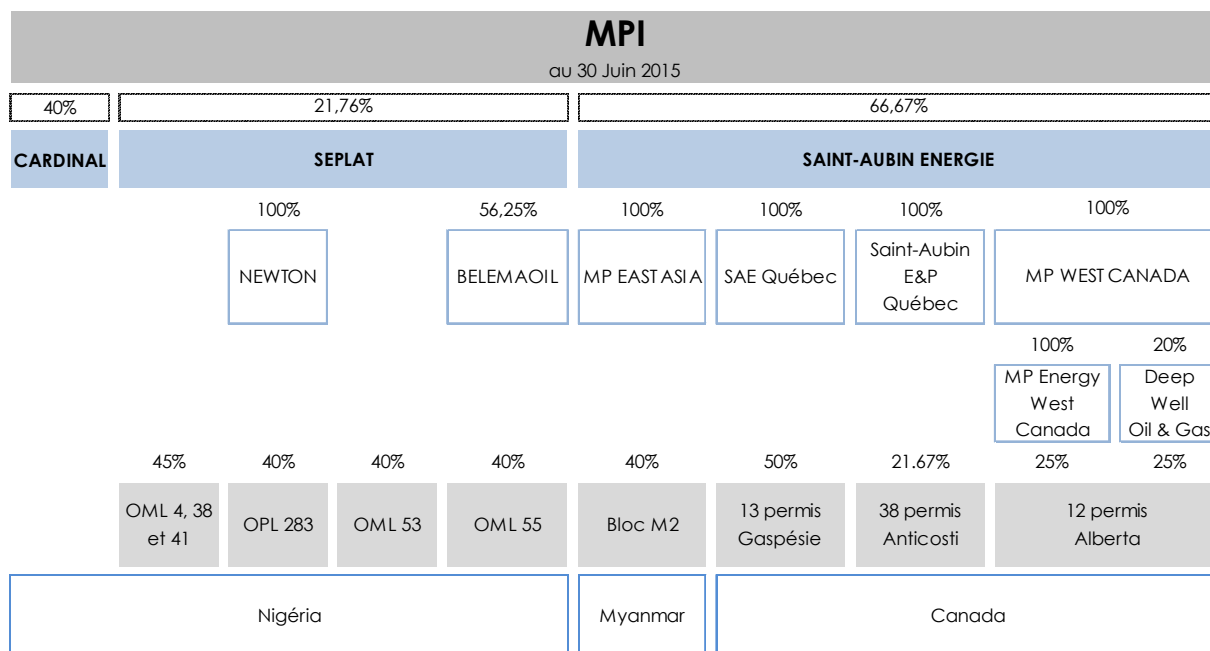 MPI
au 30 Juin 2015
40% 21,76% 66,67%
CARDINAL SEPLAT SAINT-AUBIN ENERGIE
100% 56,25% 100% 100% 100% 100%
NEWTON BELEMAOIL MP EAST ASIA SAE Québec
Saint-Aubin
E&P
Québec
MP WEST CANADA
100% 20%
MP Energy
West
Canada
Deep
Well
Oil & Gas
45% 40% 40% 40% 40% 50% 21.67% 25% 25%
OML 4, 38
et 41
OPL 283 OML 53 OML 55 Bloc M2
13 permis
Gaspésie
38 permis
Anticosti
12 permis
Alberta
Nigéria Myanmar Canada